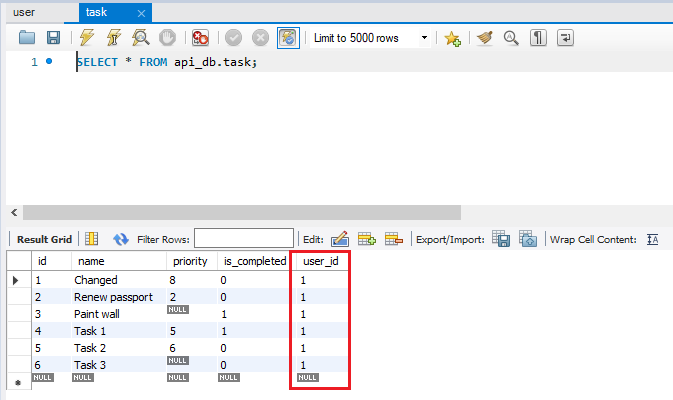 user task
Limit to 5000 rows
1 SELECT * FROM api_db.task;
Result Grid Filter Rows: Edit: Export/Import: Wrap Cell Content:
id name priority is_completed user_id
1 Changed 8 0 1
2 Renew passport 2 0 1
3 Paint wall NULL 1 1
4 Task 1 5 1 1
5 Task 2 6 0 1
6 Task 3 NULL 0 1
NULL NULL NULL NULL NULL